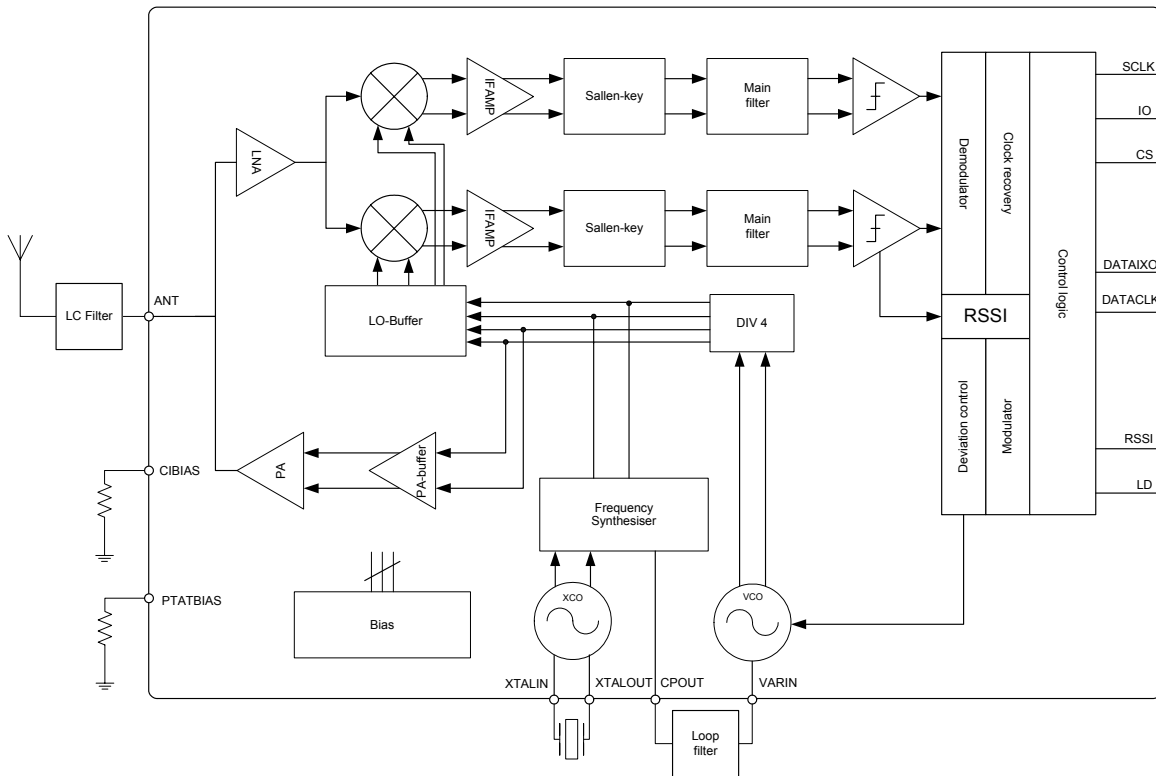 SCLK
IFAMP
Sallen-key
Main
filter
IO
LNA
CS
Demodulator
Clock recovery
IFAMP
Sallen-key
Main
filter
Control logic
DATAIXO
ANT
DATACLK
LC Filter
LO-Buffer
DIV 4
RSSI
Deviation control
Modulator
RSSI
CIBIAS
PA
PA-buffer
LD
Frequency
Synthesiser
PTATBIAS
XCO
VCO
Bias
XTALIN
XTALOUT
CPOUT
VARIN
Loop
filter